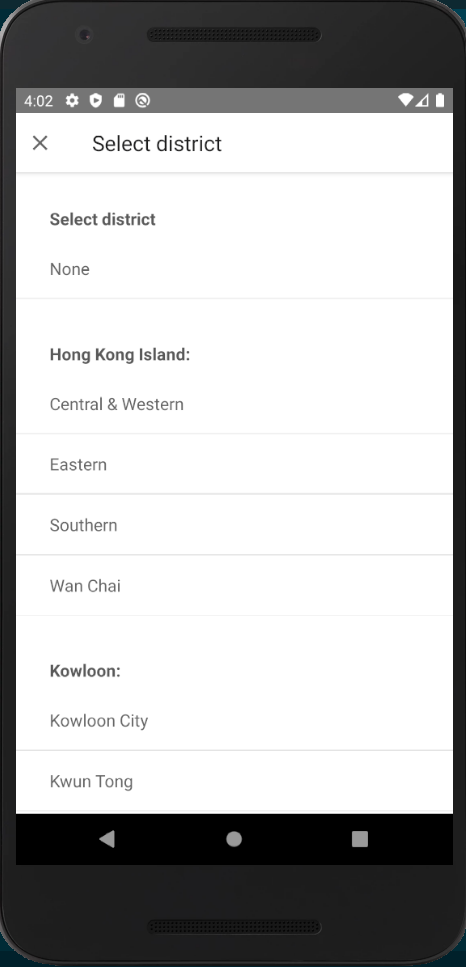 4:02
Select district
Select district
None
Hong Kong Island:
Central & Western
Eastern
Southern
Wan Chai
Kowloon:
Kowloon City
Kwun Tong